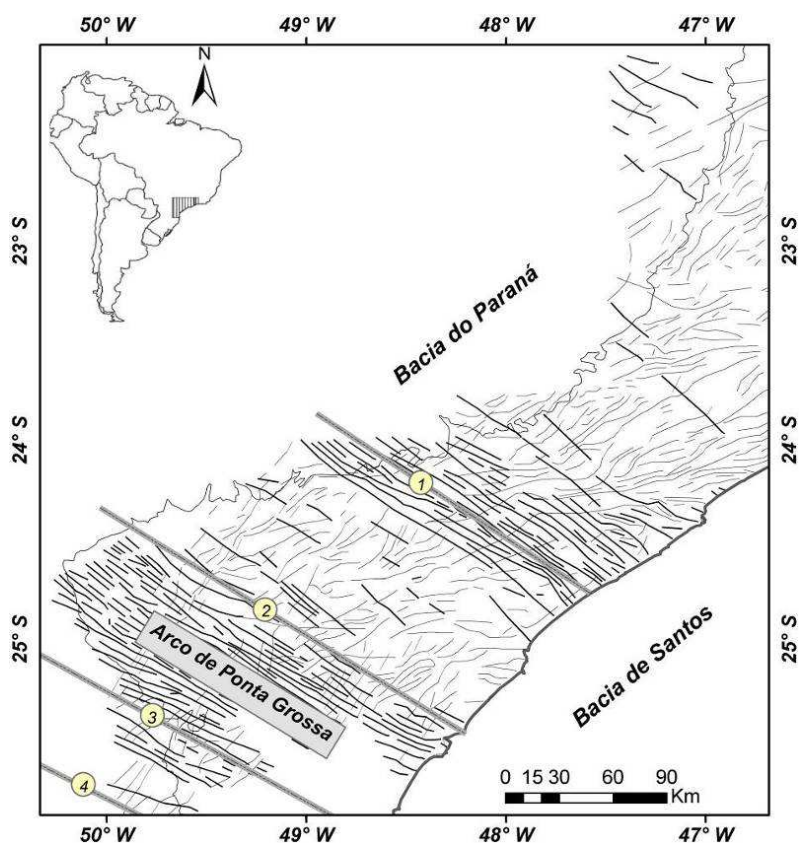 50° W
49° W
48° W
47° W
N
23° S
23° S
Bacia do Paraná
24° S
24° S
1
2
25° S
25° S
Arco de Ponta Grossa
Bacia de Santos
3
4
0 15 30 60 90
Km
50° W
49° W
48° W
47° W